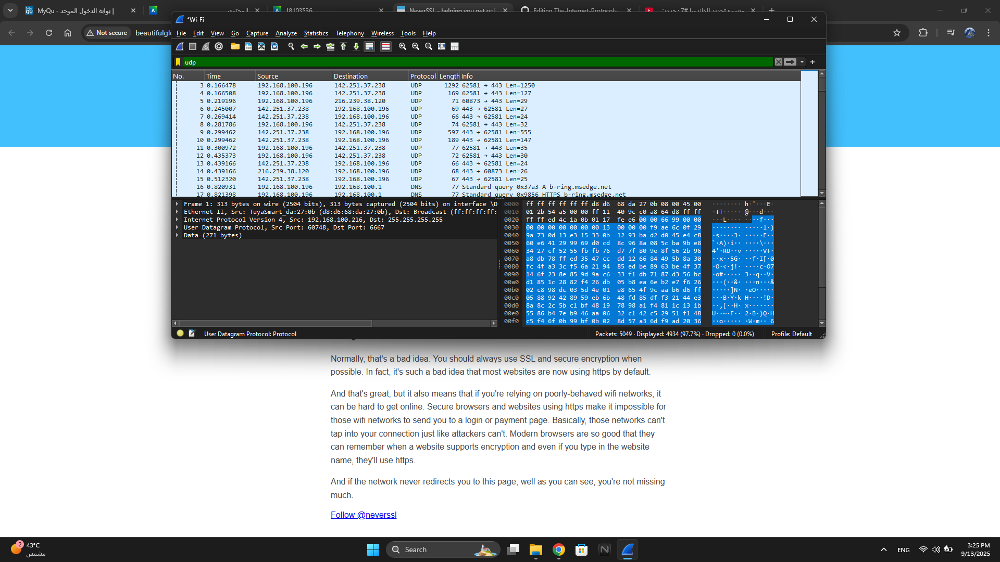 MyQu - بوابة الدخول الموحد |
18103536
Not secure
*Wi-Fi
File Edit View Go Capture Analyze Statistics Telephony Wireless Tools Help
udp
No. Time Source Destination Protocol Length Info
3 0.166478 192.168.100.196 142.251.37.238 UDP 1292 62581 → 443 Len=1250
4 0.166508 192.168.100.196 142.251.37.238 UDP 169 62581 → 443 Len=127
5 0.219196 192.168.100.196 216.239.38.120 UDP 71 60873 → 443 Len=29
6 0.245007 142.251.37.238 192.168.100.196 UDP 69 443 → 62581 Len=27
7 0.269414 142.251.37.238 192.168.100.196 UDP 66 443 → 62581 Len=24
8 0.281786 192.168.100.196 142.251.37.238 UDP 74 62581 → 443 Len=32
9 0.299462 142.251.37.238 192.168.100.196 UDP 597 443 → 62581 Len=555
10 0.299462 142.251.37.238 192.168.100.196 UDP 189 443 → 62581 Len=147
11 0.300972 192.168.100.196 142.251.37.238 UDP 77 62581 → 443 Len=35
12 0.435373 192.168.100.196 142.251.37.238 UDP 72 62581 → 443 Len=30
13 0.439166 142.251.37.238 192.168.100.196 UDP 66 443 → 62581 Len=24
14 0.439166 216.239.38.120 192.168.100.196 UDP 68 443 → 60873 Len=26
15 0.512320 142.251.37.238 192.168.100.196 UDP 67 443 → 62581 Len=25
16 0.820931 192.168.100.196 192.168.100.1 DNS 77 Standard query 0x37a3 A b-ring.msedge.net
17 0.821398 192.168.100.196 192.168.100.1 DNS 77 Standard query 0x9856 HTTPS b-ring.msedge.net
Frame 1: 313 bytes on wire (2504 bits), 313 bytes captured (2504 bits) on interface \D
Ethernet II, Src: TuyaSmart_da:27:0b (d8:d6:68:da:27:0b), Dst: Broadcast (ff:ff:ff:ff:
Internet Protocol Version 4, Src: 192.168.100.216, Dst: 255.255.255.255
User Datagram Protocol, Src Port: 60748, Dst Port: 6667
Data (271 bytes)
0000 ff ff ff ff ff ff d8 d6 68 da 27 0b 08 00 45 00 ········ h·'···E·
0010 01 2b 54 a5 00 00 ff 11 40 9c c0 a8 64 d8 ff ff ·+T····· @···d···
0020 ff ff ed 4c 1a 0b 01 17 fe e6 00 00 66 99 00 00 ···L···· ····f···
0030 00 00 00 00 00 00 00 13 00 00 00 f9 ae 6c 0f 29 ········ ·····l·)
0040 9a 73 0d 13 e3 15 33 0b 12 93 ba d2 d0 45 e4 c8 ·s····3· ·····E··
0050 60 e6 41 29 99 69 d0 cd 8c 96 8a 08 5c ba 9b e8 `·A)·i·· ····\···
0060 34 27 cf 52 55 fb fb 76 d7 7f 80 9e 8f 56 2b 96 4'·RU··v ·····V+·
0070 a8 db 78 ff ed 35 47 cc dd 12 66 84 49 5b 8a 30 ··x··5G· ··f·I[·0
0080 fc 4f a3 3c f5 6a 21 94 85 ed be 89 63 be 4f 37 ·O·<·j!· ····c·O7
0090 14 6f 23 8e 85 9d 9a c6 33 f1 db 71 87 d3 56 bc ·o#····· 3··q··V·
00a0 d1 85 1c 28 82 f4 26 db 05 b8 ea 6e b2 e7 f6 26 ···(··&· ···n···&
00b0 02 c8 98 dc 03 5d 4e 01 e8 65 4f 9c aa b6 d6 ff ·····]N· ·eO·····
00c0 05 88 92 42 89 59 eb 6b 48 fd 85 df f3 21 44 e3 ···B·Y·k H····!D·
00d0 8a 8c 2c 5b c1 bf 48 19 78 98 a1 f4 81 1c 13 1b ··,[··H· x·······
00e0 55 86 b4 7e b9 46 aa 06 32 c1 42 c5 29 51 f1 48 U··~·F·· 2·B·)Q·H
00f0 c5 f4 6f 0b 99 bf 0b 02 8d 57 a3 6d f9 ad 20 36 ··o····· ·W·m·· 6
User Datagram Protocol: Protocol Packets: 5049 · Displayed: 4934 (97.7%) · Dropped: 0 (0.0%) Profile: Default
Normally, that's a bad idea. You should always use SSL and secure encryption when
possible. In fact, it's such a bad idea that most websites are now using https by default.
And that's great, but it also means that if you're relying on poorly-behaved wifi networks, it
can be hard to get online. Secure browsers and websites using https make it impossible for
those wifi networks to send you to a login or payment page. Basically, those networks can't
tap into your connection just like attackers can't. Modern browsers are so good that they
can remember when a website supports encryption and even if you type in the website
name, they'll use https.
And if the network never redirects you to this page, well as you can see, you're not missing
much.
Follow @neverssl
2
43°C
مشمس
Search
ENG
3:25 PM
9/13/2025